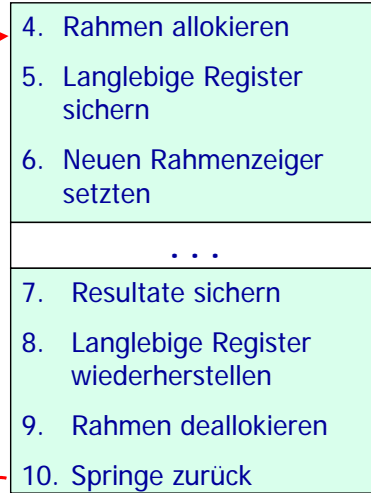 4. Rahmen allokieren
5. Langlebige Register
sichern
6. Neuen Rahmenzeiger
setzten
. . .
7. Resultate sichern
8. Langlebige Register
wiederherstellen
9. Rahmen deallokieren
10. Springe zurück